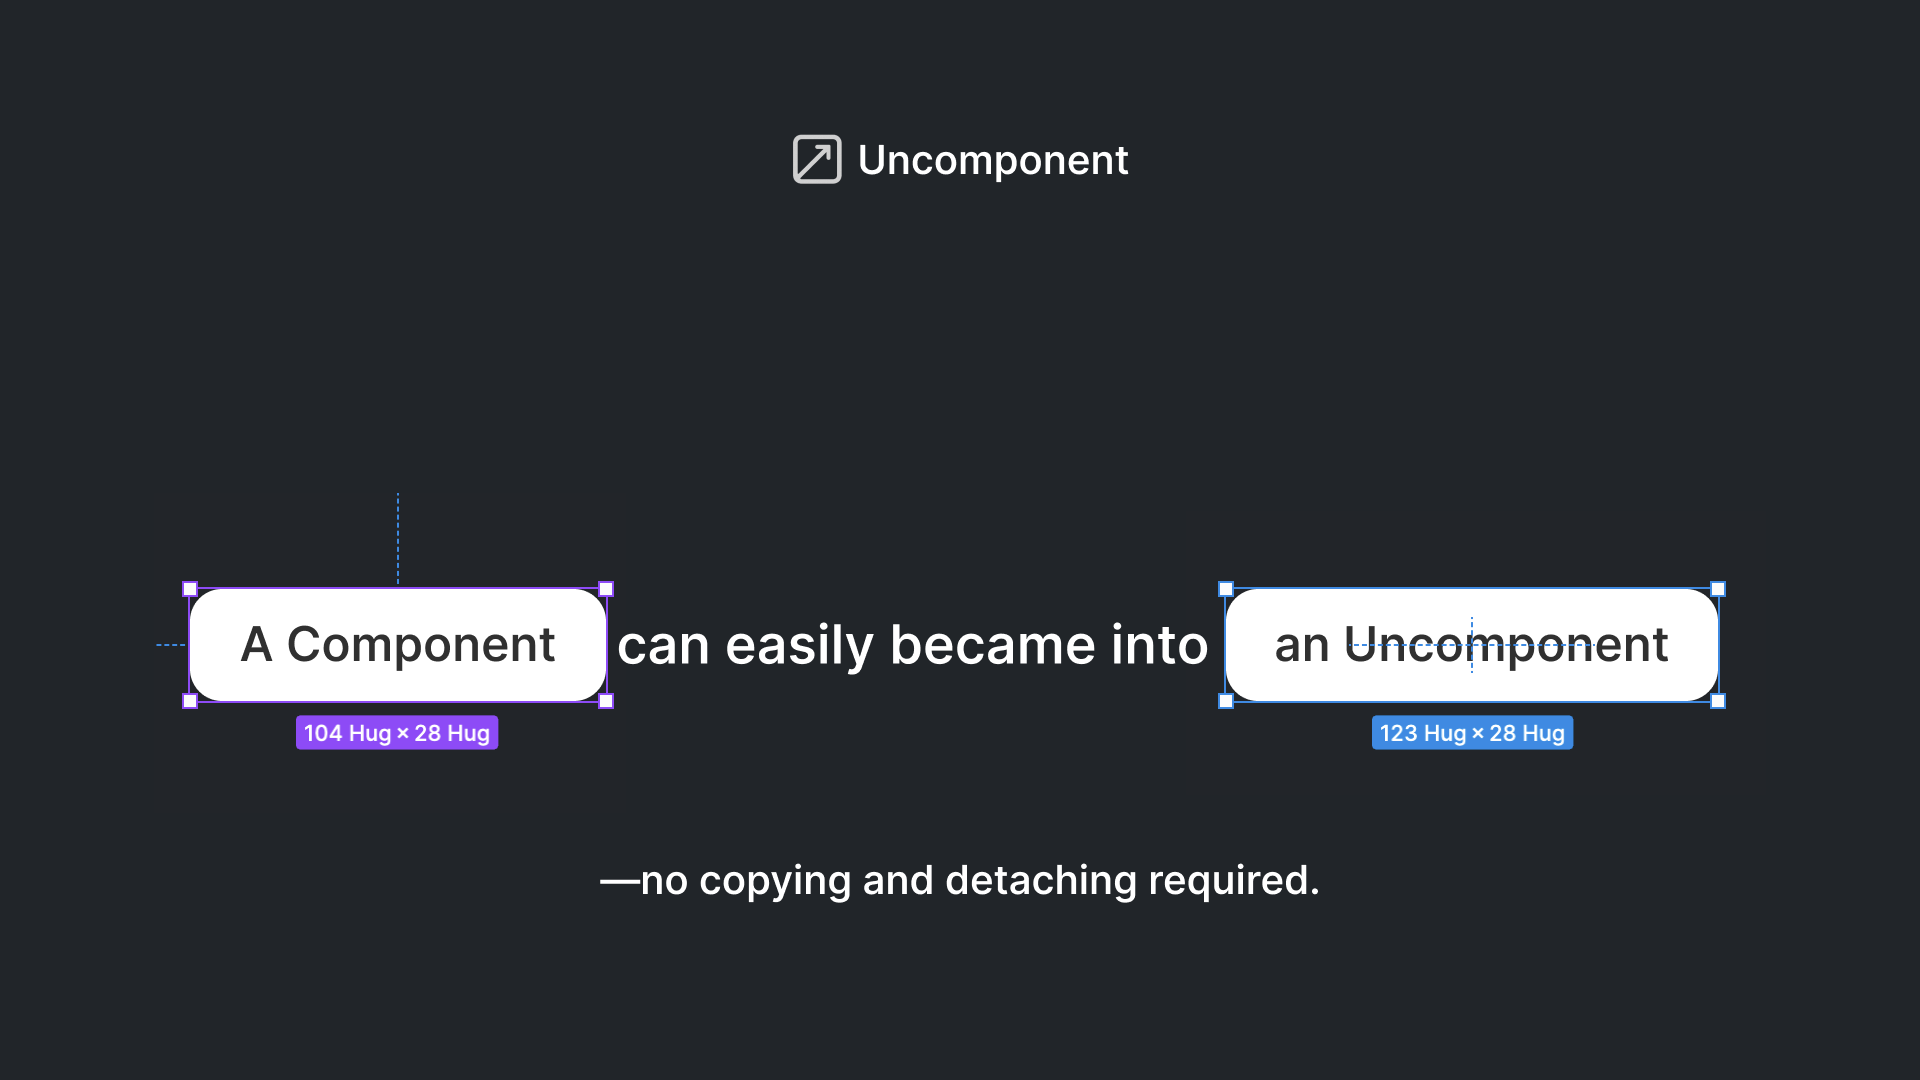 Uncomponent
A Component can easily became into an Uncomponent
104 Hug × 28 Hug
123 Hug × 28 Hug
—no copying and detaching required.